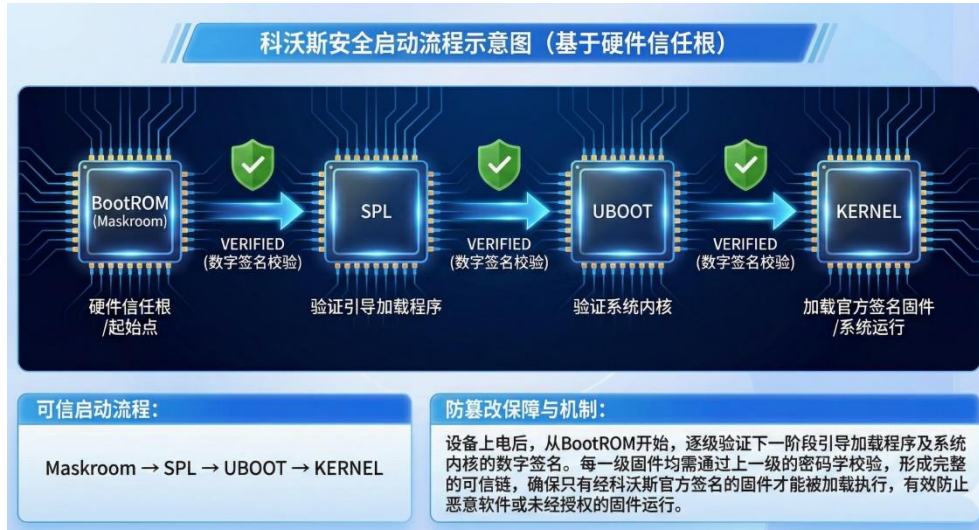 科沃斯安全启动流程示意图（基于硬件信任根）
BootROM
(Maskroom)
VERIFIED
(数字签名校验)
SPL
VERIFIED
(数字签名校验)
UBOOT
VERIFIED
(数字签名校验)
KERNEL
硬件信任根
/起始点
验证引导加载程序
验证系统内核
加载官方签名固件
/系统运行
可信启动流程：
Maskroom → SPL → UBOOT → KERNEL
防篡改保障与机制：
设备上电后，从BootROM开始，逐级验证下一阶段引导加载程序及系统
内核的数字签名。每一级固件均需通过上一级的密码学校验，形成完整
的可信链，确保只有经科沃斯官方签名的固件才能被加载执行，有效防止
恶意软件或未经授权的固件运行。